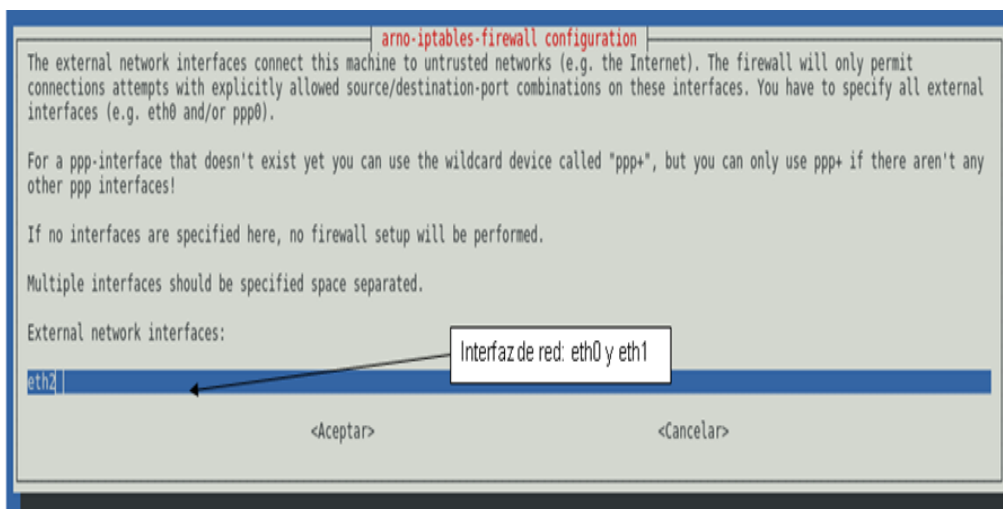 arno-iptables-firewall configuration
The external network interfaces connect this machine to untrusted networks (e.g. the Internet). The firewall will only permit
connections attempts with explicitly allowed source/destination-port combinations on these interfaces. You have to specify all external
interfaces (e.g. eth0 and/or ppp0).
For a ppp-interface that doesn't exist yet you can use the wildcard device called "ppp+", but you can only use ppp+ if there aren't any
other ppp interfaces!
If no interfaces are specified here, no firewall setup will be performed.
Multiple interfaces should be specified space separated.
External network interfaces:
Interfaz de red: eth0 y eth1
eth2
<Aceptar> <Cancelar>